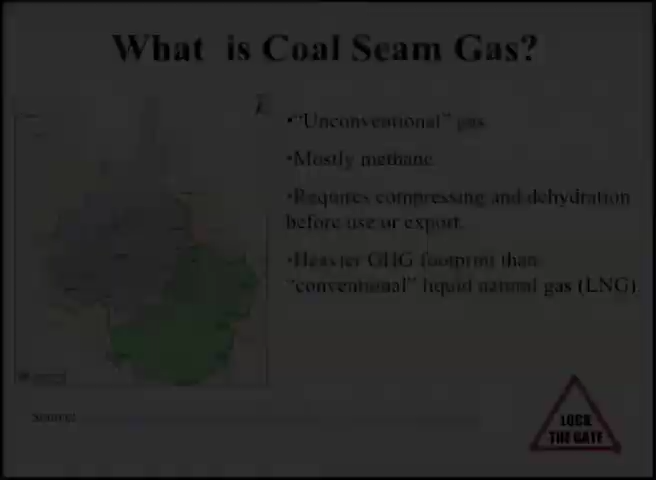 What is Coal Seam Gas?
•"Unconventional" gas
•Mostly methane
•Requires compressing and dehydration
before use or export.
•Heavier GHG footprint than
"conventional" liquid natural gas (LNG)
Source:
LOCK
THE GATE